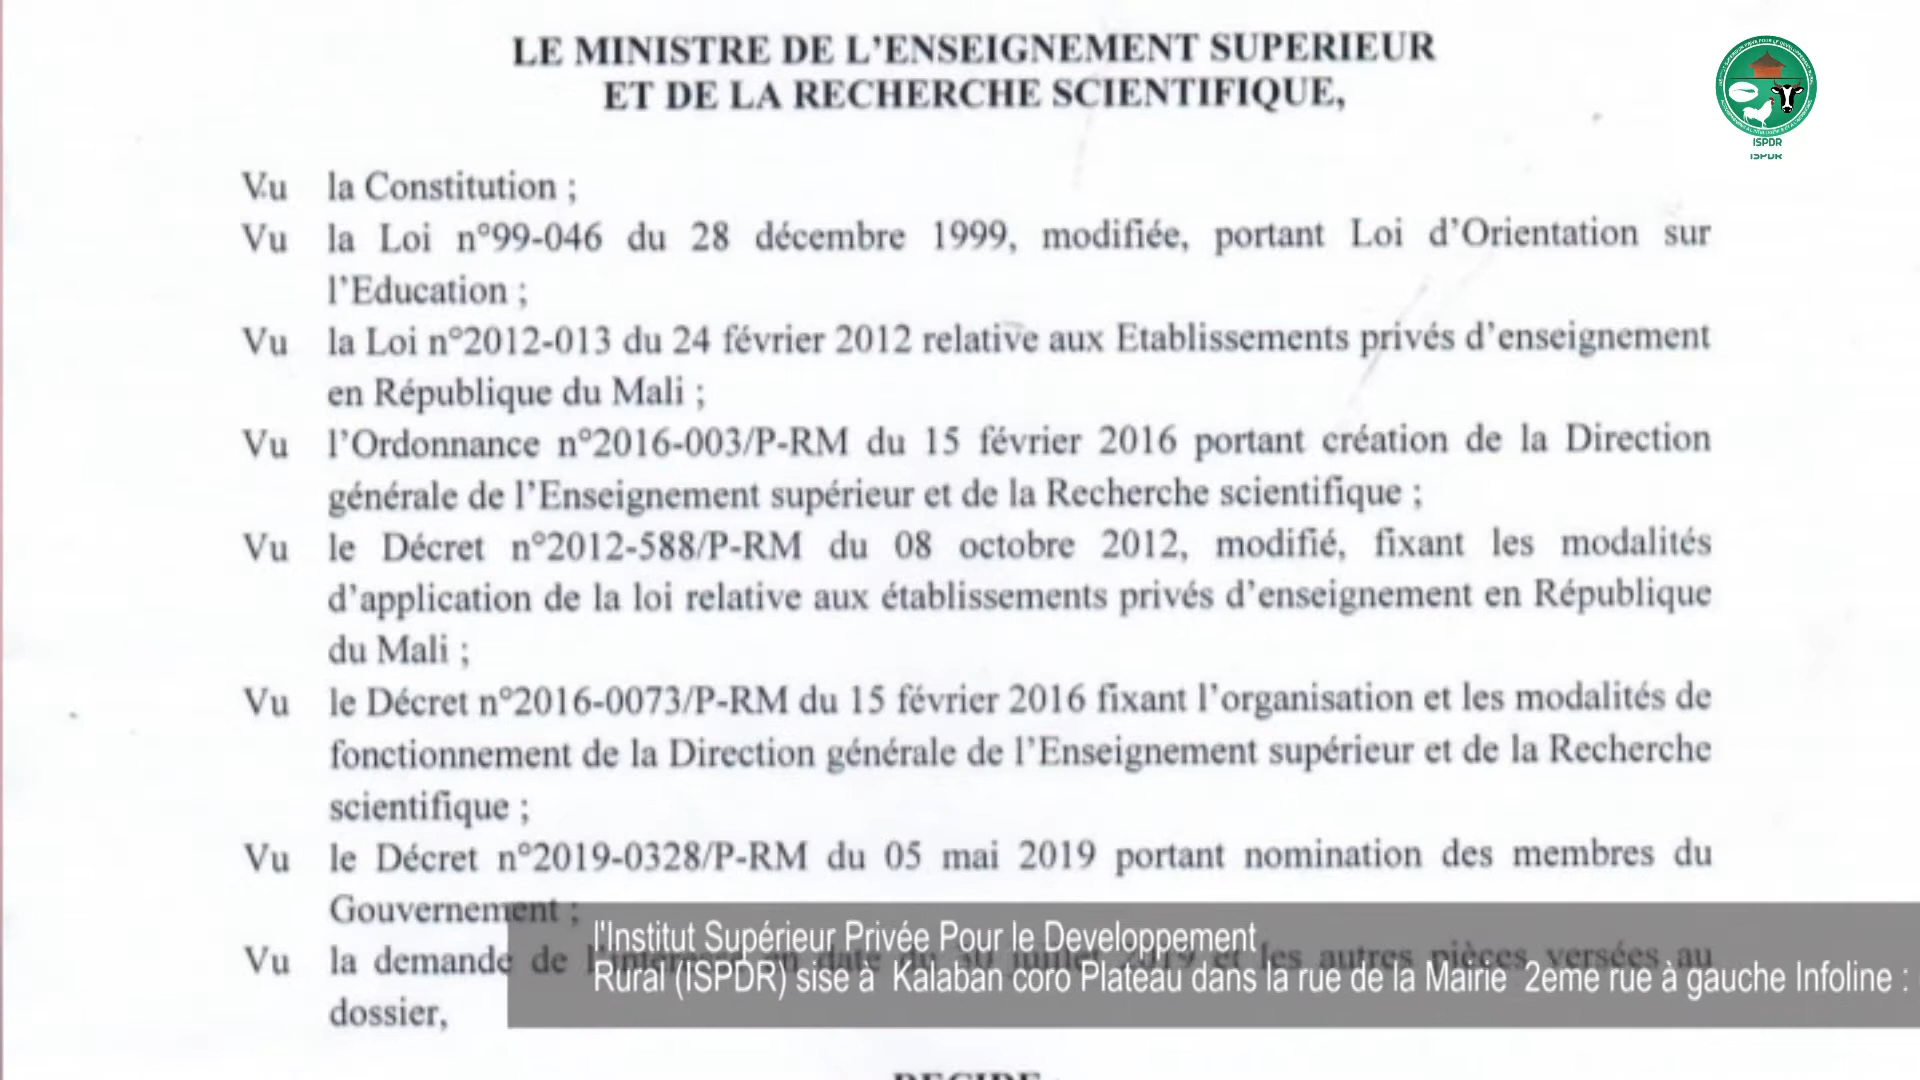 LE MINISTRE DE L'ENSEIGNEMENT SUPERIEUR
ET DE LA RECHERCHE SCIENTIFIQUE,
ISPDR
ISPDR
Vu la Constitution ;
Vu la Loi n°99-046 du 28 décembre 1999, modifiée, portant Loi d'Orientation sur
l'Education ;
Vu la Loi n°2012-013 du 24 février 2012 relative aux Etablissements privés d'enseignement
en République du Mali ;
Vu l'Ordonnance n°2016-003/P-RM du 15 février 2016 portant création de la Direction
générale de l'Enseignement supérieur et de la Recherche scientifique ;
Vu le Décret n°2012-588/P-RM du 08 octobre 2012, modifié, fixant les modalités
d'application de la loi relative aux établissements privés d'enseignement en République
du Mali ;
Vu le Décret n°2016-0073/P-RM du 15 février 2016 fixant l'organisation et les modalités de
fonctionnement de la Direction générale de l'Enseignement supérieur et de la Recherche
scientifique ;
Vu le Décret n°2019-0328/P-RM du 05 mai 2019 portant nomination des membres du
Gouvernement ;
Vu la demande de et les autres pièces versées au
dossier,
l'Institut Supérieur Privée Pour le Developpement
Rural (ISPDR) sise à Kalaban coro Plateau dans la rue de la Mairie 2eme rue à gauche Infoline :